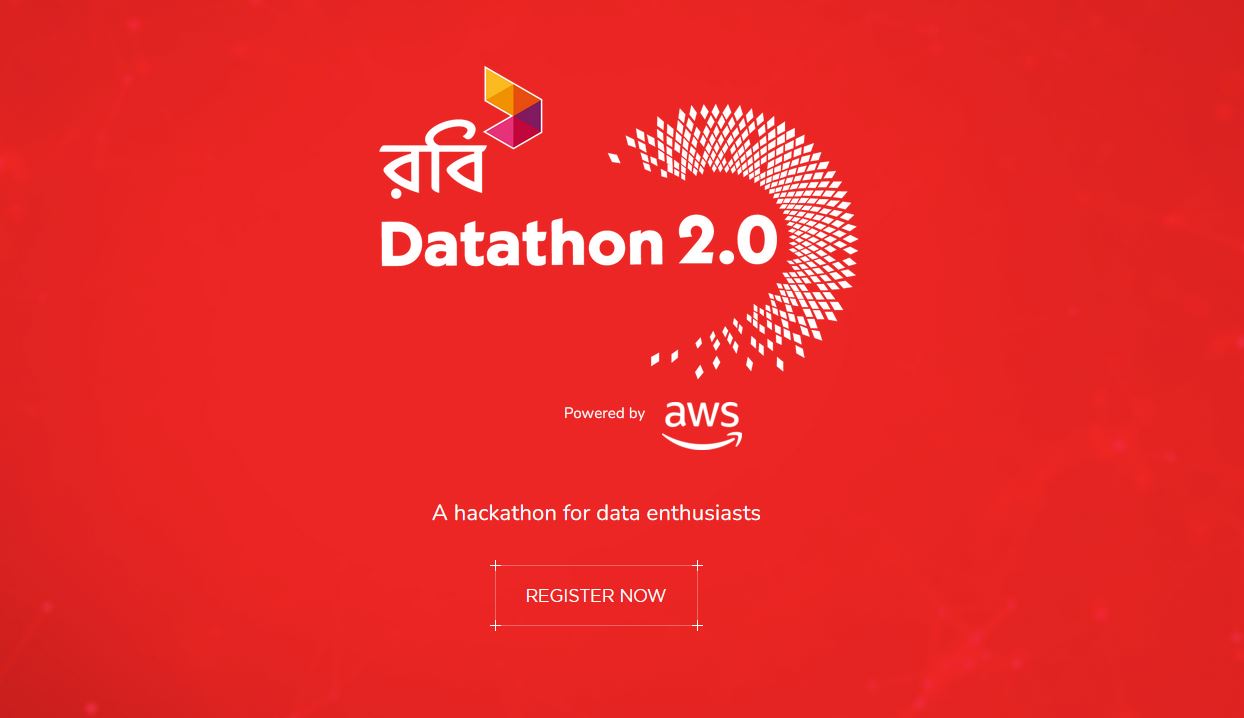 রবি
Datathon 2.0
Powered by aws
A hackathon for data enthusiasts
REGISTER NOW